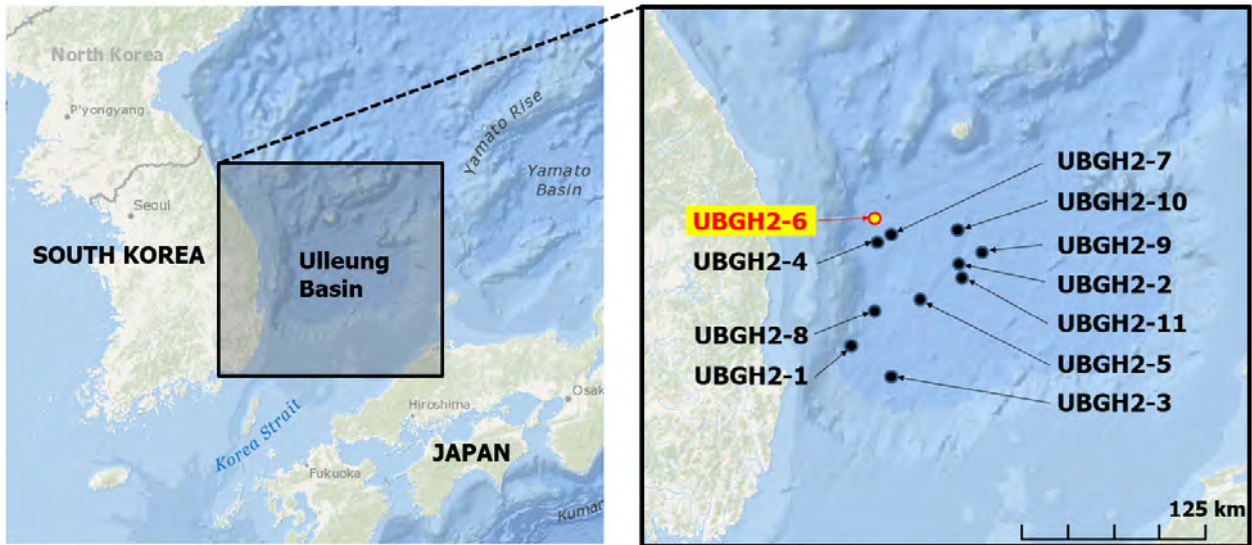 North Korea
P'yongyang
Seoul
SOUTH KOREA
Ulleung
Basin
Yamato Rise
Yamato
Basin
Korea Strait
Hiroshima
Osak
JAPAN
Fukuoka
Kuman
UBGH2-7
UBGH2-10
UBGH2-6
UBGH2-9
UBGH2-4
UBGH2-2
UBGH2-11
UBGH2-8
UBGH2-5
UBGH2-1
UBGH2-3
125 km